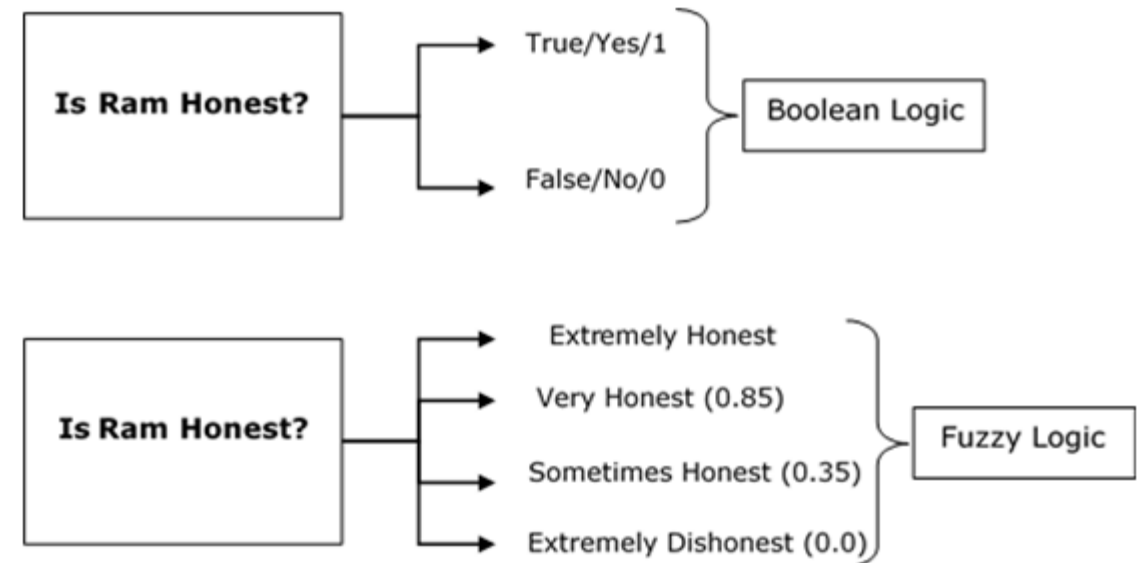 Is Ram Honest?
True/Yes/1
False/No/0
Boolean Logic
Is Ram Honest?
Extremely Honest
Very Honest (0.85)
Sometimes Honest (0.35)
Extremely Dishonest (0.0)
Fuzzy Logic